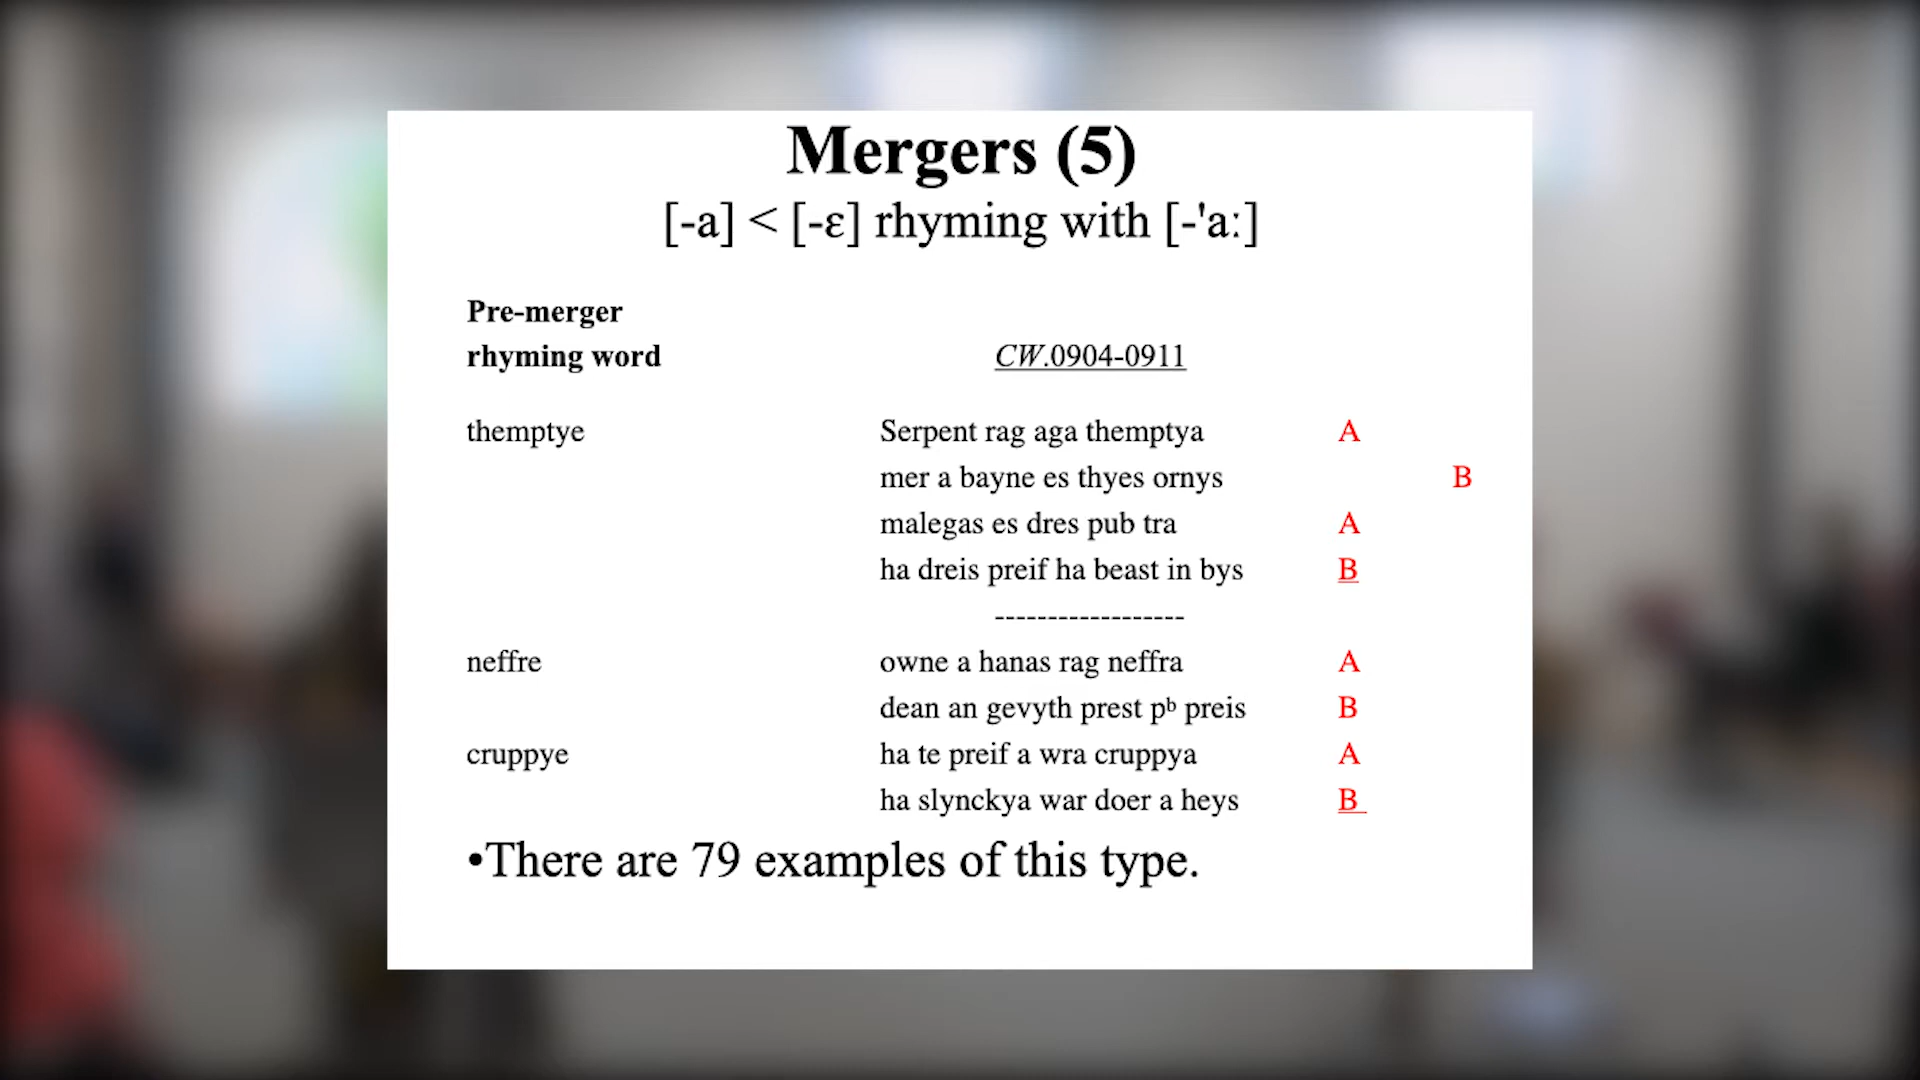 Mergers (5)
[-a] < [-ɛ] rhyming with [-'aː]
Pre-merger
rhyming word CW.0904-0911
themptye Serpent rag aga themptya A
mer a bayne es thyes ornys B
malegas es dres pub tra A
ha dreis preif ha beast in bys B
------------------
neffre owne a hanas rag neffra A
dean an gevyth prest pᵇ preis B
cruppye ha te preif a wra cruppya A
ha slynckya war doer a heys B
•There are 79 examples of this type.